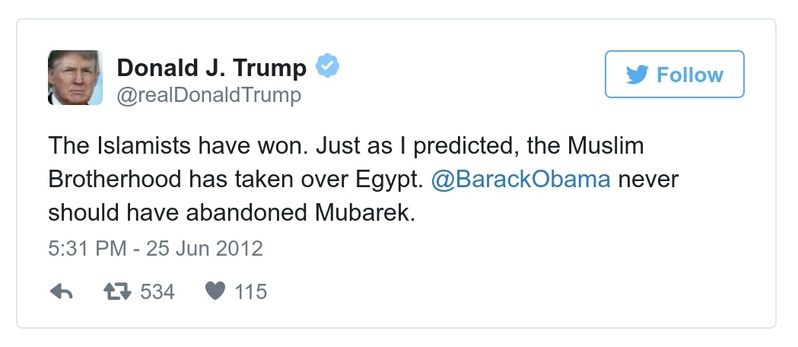 Donald J. Trump
@realDonaldTrump
Follow
The Islamists have won. Just as I predicted, the Muslim
Brotherhood has taken over Egypt. @BarackObama never
should have abandoned Mubarek.
5:31 PM - 25 Jun 2012
534 115